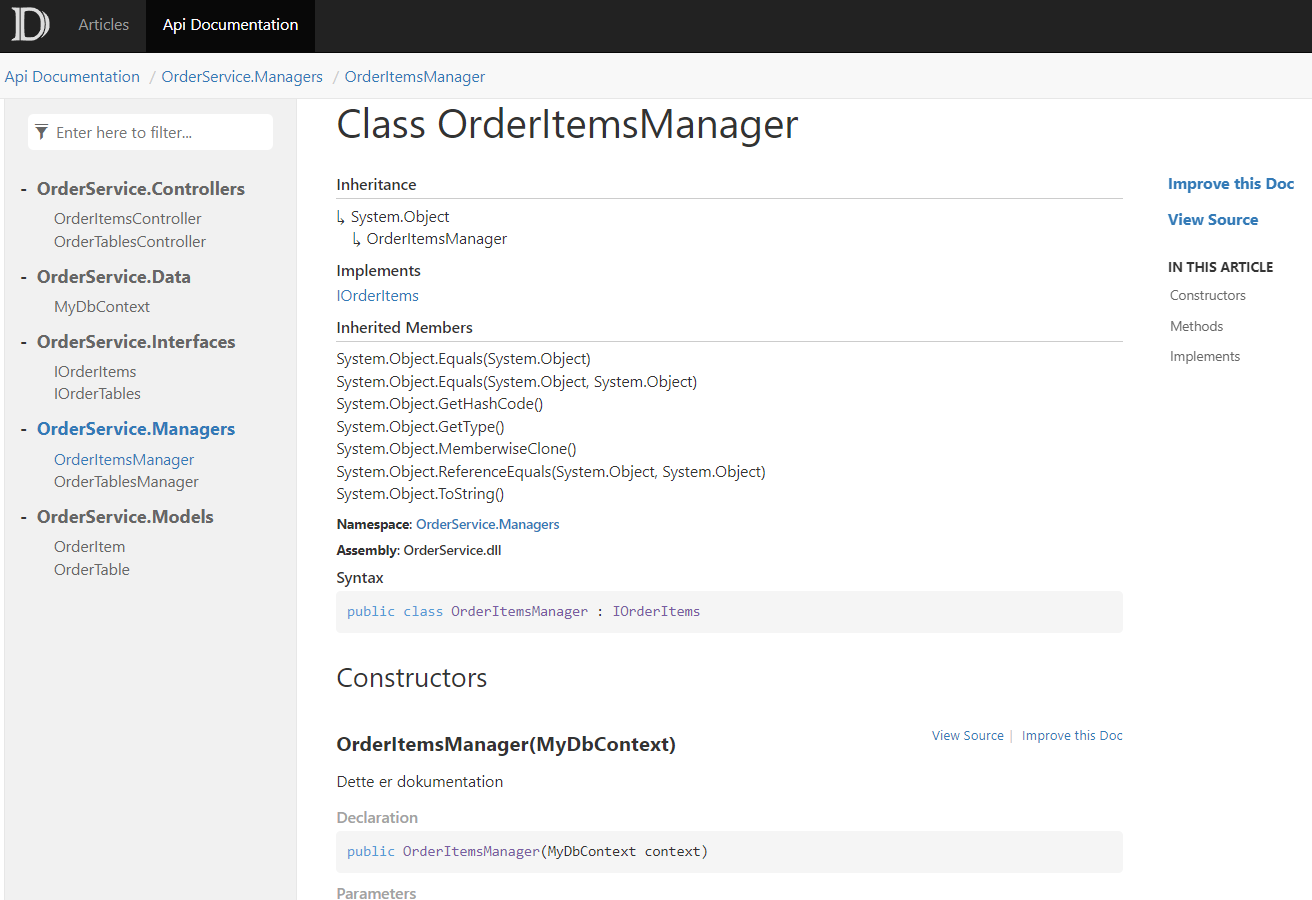 Articles
Api Documentation
Api Documentation / OrderService.Managers / OrderItemsManager
Enter here to filter...
- OrderService.Controllers
OrderItemsController
OrderTablesController
- OrderService.Data
MyDbContext
- OrderService.Interfaces
IOrderItems
IOrderTables
- OrderService.Managers
OrderItemsManager
OrderTablesManager
- OrderService.Models
OrderItem
OrderTable
Class OrderItemsManager
Inheritance
↳ System.Object
↳ OrderItemsManager
Implements
IOrderItems
Inherited Members
System.Object.Equals(System.Object)
System.Object.Equals(System.Object, System.Object)
System.Object.GetHashCode()
System.Object.GetType()
System.Object.MemberwiseClone()
System.Object.ReferenceEquals(System.Object, System.Object)
System.Object.ToString()
Namespace: OrderService.Managers
Assembly: OrderService.dll
Syntax
public class OrderItemsManager : IOrderItems
Constructors
OrderItemsManager(MyDbContext)
View Source | Improve this Doc
Dette er dokumentation
Declaration
public OrderItemsManager(MyDbContext context)
Parameters
Improve this Doc
View Source
IN THIS ARTICLE
Constructors
Methods
Implements